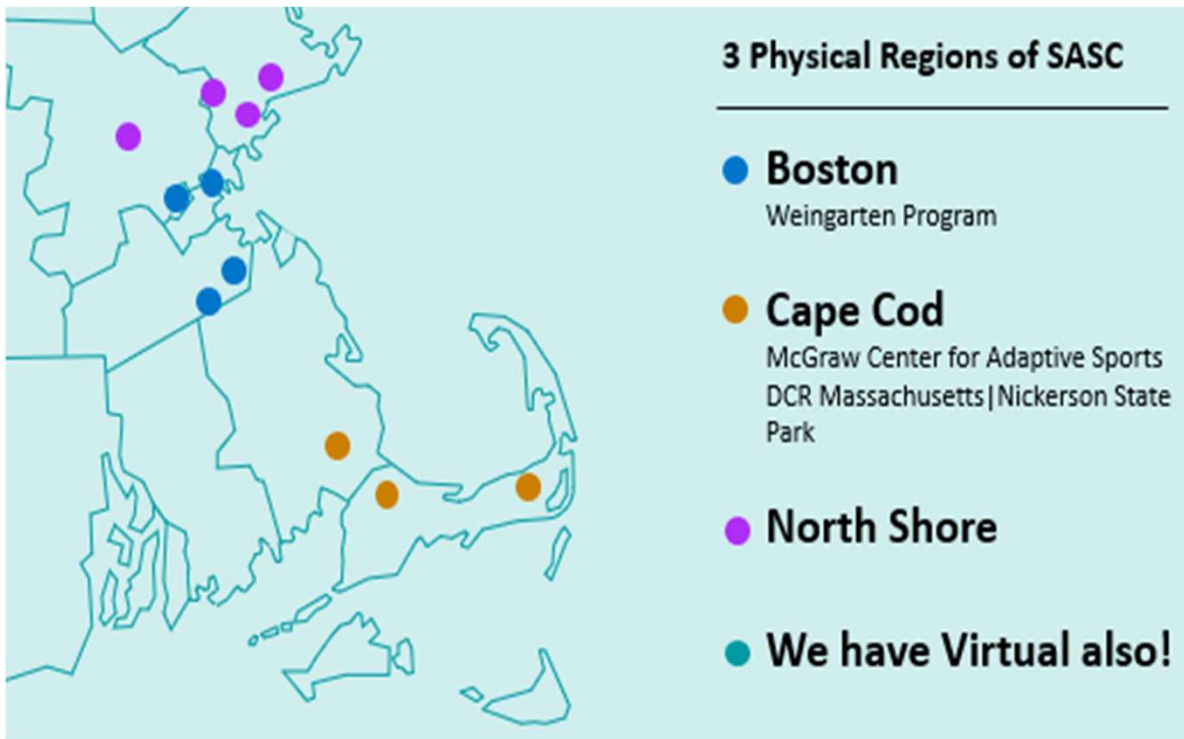 3 Physical Regions of SASC
Boston
Weingarten Program
Cape Cod
McGraw Center for Adaptive Sports
DCR Massachusetts|Nickerson State
Park
North Shore
We have Virtual also!